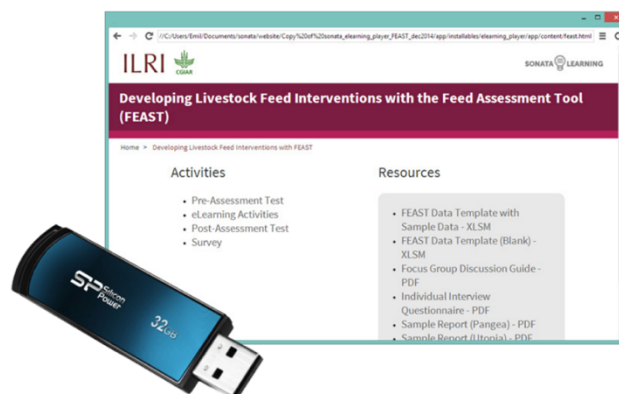 //C:/Users/Emil/Documents/sonata/website/Copy%20of%20sonata_elearning_player_FEAST_dec2014/app/installables/elearning_player/app/content/feast.html
ILRI
CGIAR
SONATA LEARNING
Developing Livestock Feed Interventions with the Feed Assessment Tool
(FEAST)
Home > Developing Livestock Feed Interventions with FEAST
Activities
• Pre-Assessment Test
• eLearning Activities
• Post-Assessment Test
• Survey
Resources
• FEAST Data Template with
Sample Data - XLSM
• FEAST Data Template (Blank) -
XLSM
• Focus Group Discussion Guide -
PDF
• Individual Interview
Questionnaire - PDF
• Sample Report (Pangea) - PDF
• Sample Report (Utopia) - PDF
SP Silicon
Power
32GB